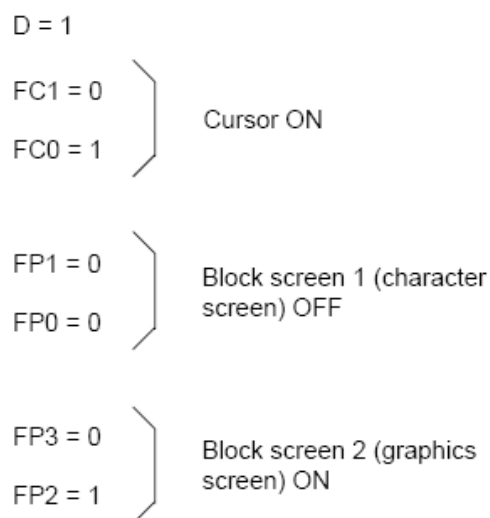 D = 1
FC1 = 0
FC0 = 1
Cursor ON
FP1 = 0
FP0 = 0
Block screen 1 (character
screen) OFF
FP3 = 0
FP2 = 1
Block screen 2 (graphics
screen) ON